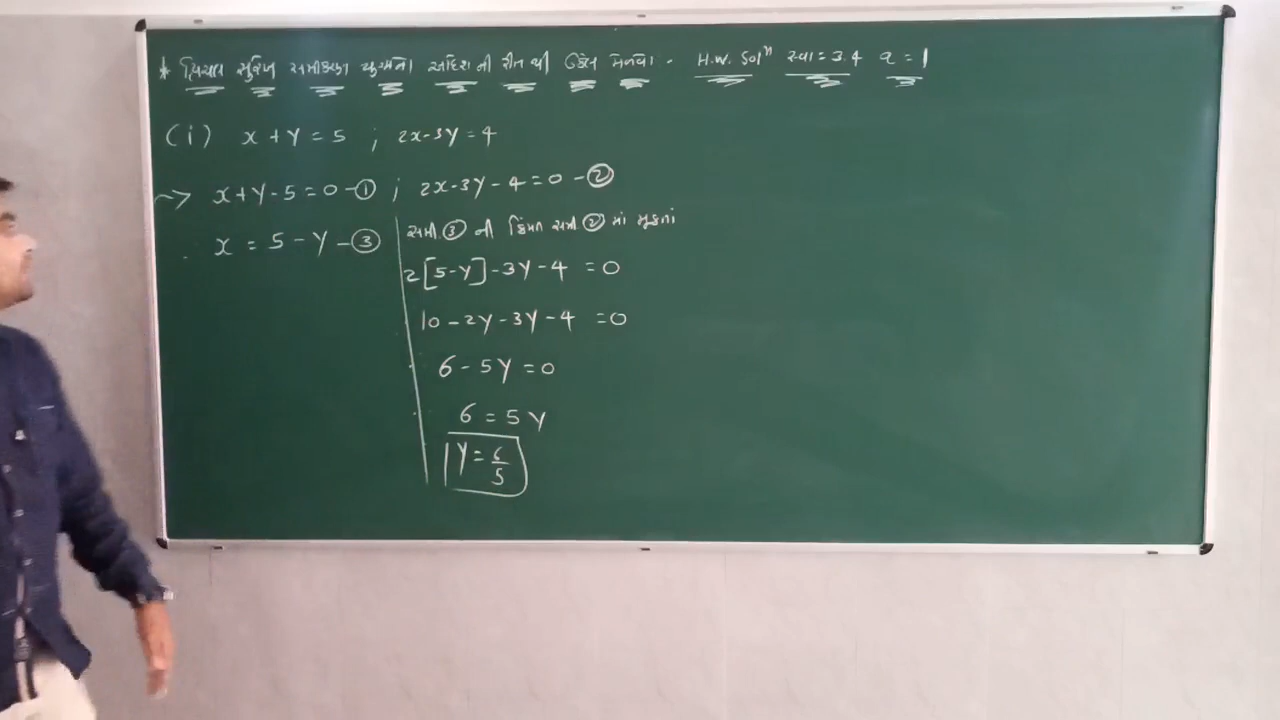 * દ્વિચલ સુરેખ સમીકરણ યુગ્મનો આદેશની રીત થી ઉકેલ મેળવો. H.W. Solⁿ સ્વા = 3.4 Q = 1
(i) x + y = 5 ; 2x - 3y = 4
~> x + y - 5 = 0 - ① ; 2x - 3y - 4 = 0 - ②
∴ x = 5 - y - ③
સમી. ③ ની કિંમત સમી ② માં મુકતાં
2[5 - y] - 3y - 4 = 0
10 - 2y - 3y - 4 = 0
6 - 5y = 0
6 = 5y
y = 6/5